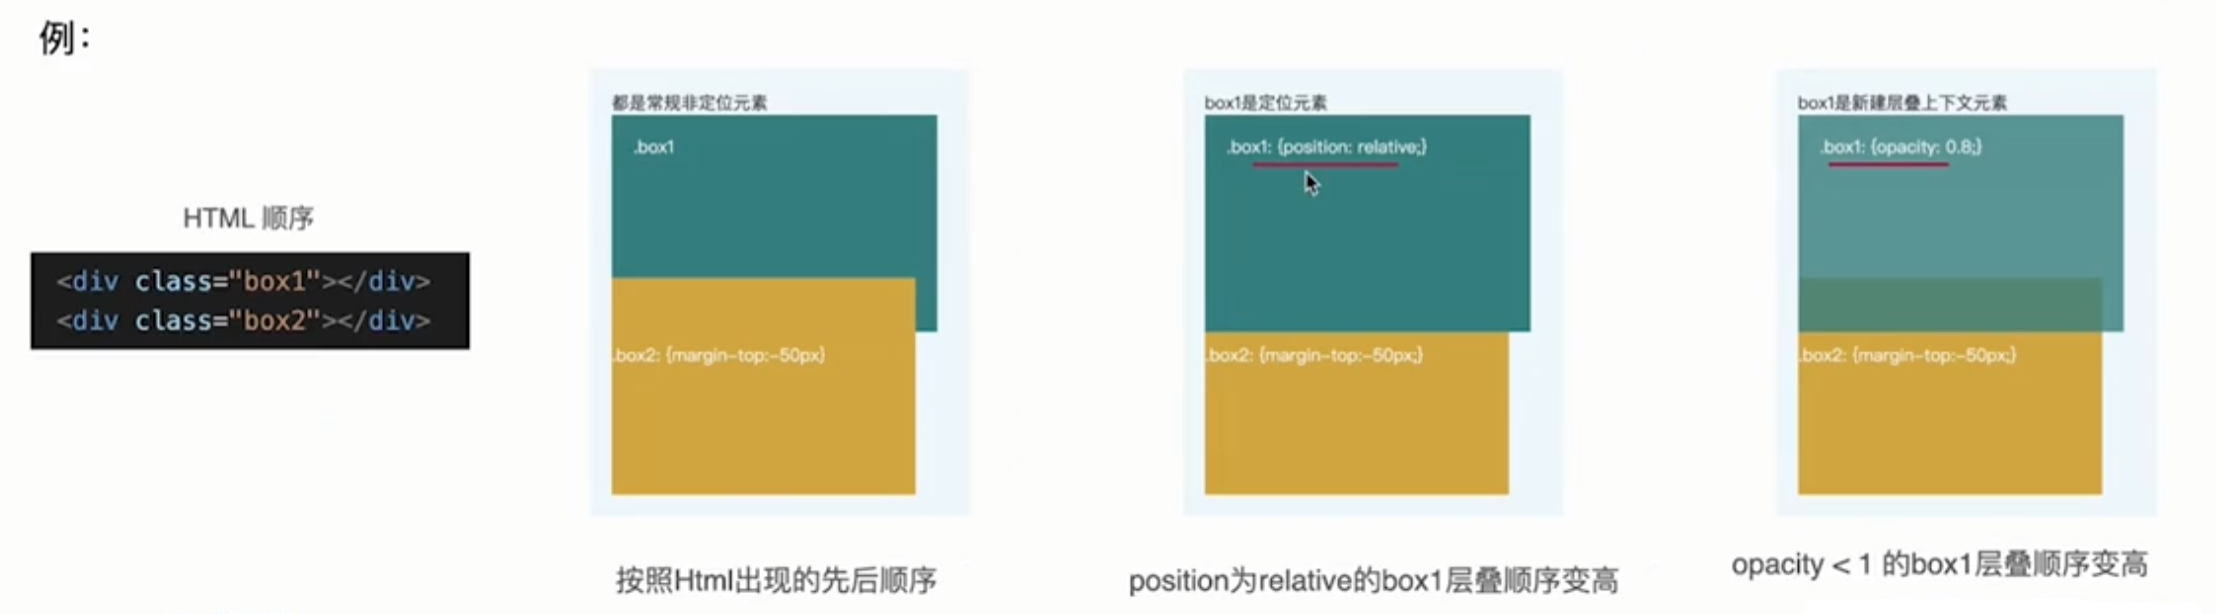 例：
HTML 顺序
<div class="box1"></div>
<div class="box2"></div>
都是常规非定位元素
.box1
.box2: {margin-top:-50px}
按照Html出现的先后顺序
box1是定位元素
.box1: {position: relative;}
.box2: {margin-top:-50px;}
position为relative的box1层叠顺序变高
box1是新建层叠上下文元素
.box1: {opacity: 0.8;}
.box2: {margin-top:-50px;}
opacity < 1 的box1层叠顺序变高